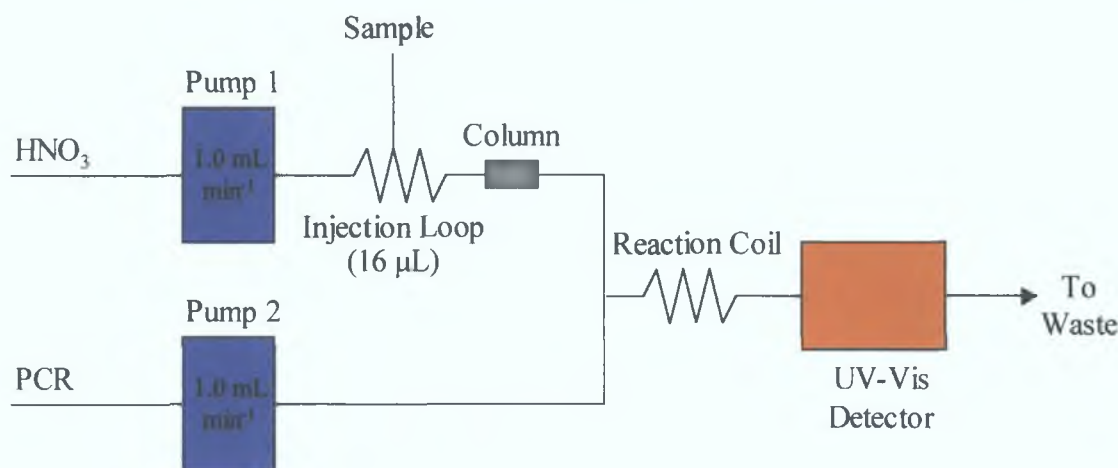 Sample
Pump 1
HNO₃
1.0 mL
min⁻¹
Column
Injection Loop
(16 µL)
Reaction Coil
To
Waste
UV-Vis
Detector
Pump 2
PCR
1.0 mL
min⁻¹